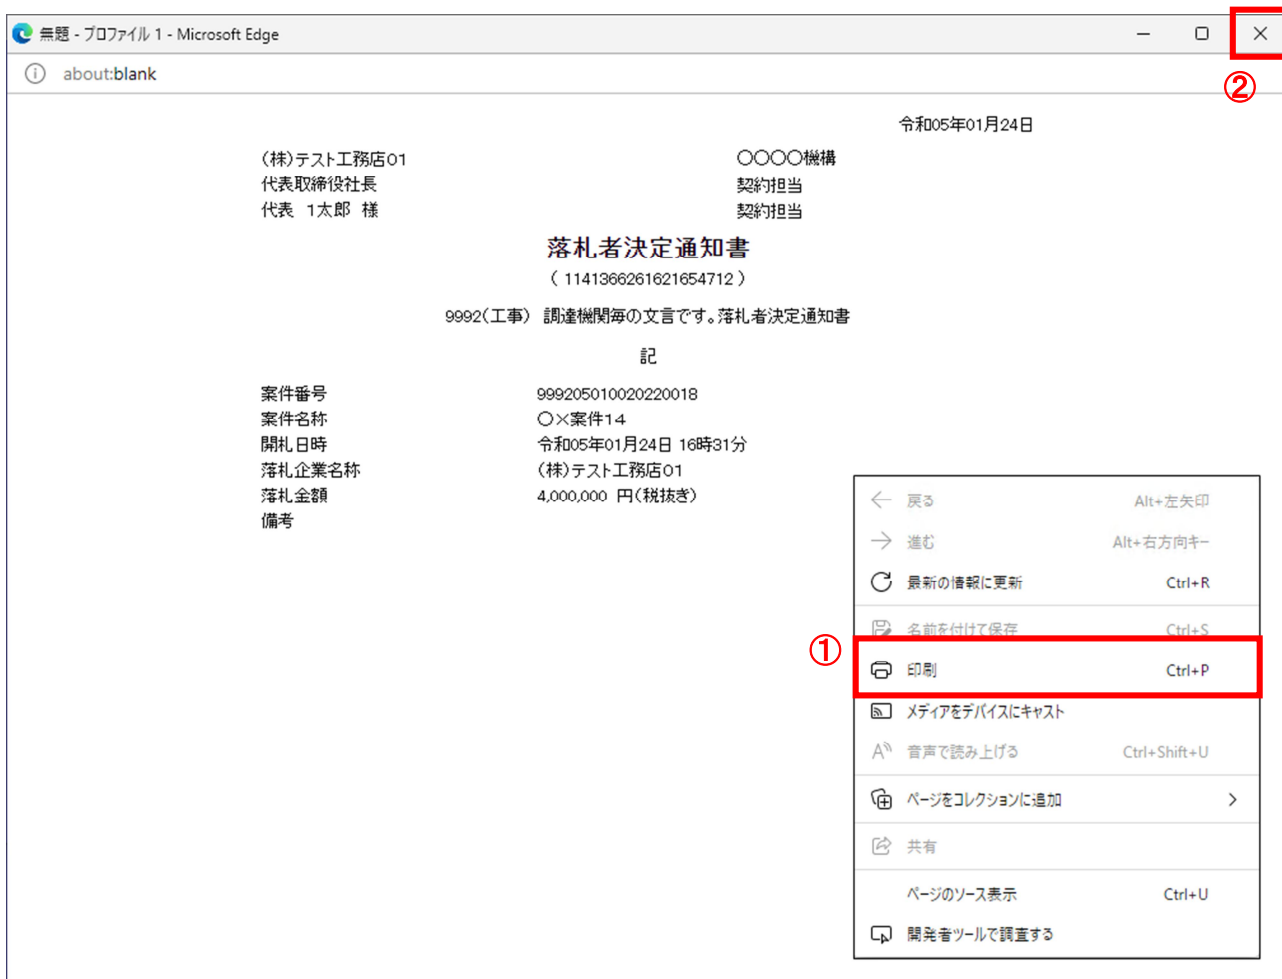 無題 - プロファイル 1 - Microsoft Edge
②
about:blank
令和05年01月24日
(株)テスト工務店01
○○○○機構
代表取締役社長
契約担当
代表 1太郎 様
契約担当
落札者決定通知書
( 1141366261621654712 )
9992(工事) 調達機関毎の文言です。落札者決定通知書
記
案件番号 999205010020220018
案件名称 ○×案件14
開札日時 令和05年01月24日 16時31分
落札企業名称 (株)テスト工務店01
落札金額 4,000,000 円(税抜き)
備考
戻る Alt+左矢印
進む Alt+右方向キー
最新の情報に更新 Ctrl+R
名前を付けて保存 Ctrl+S
①
印刷 Ctrl+P
メディアをデバイスにキャスト
音声で読み上げる Ctrl+Shift+U
ページをコレクションに追加
共有
ページのソース表示 Ctrl+U
開発者ツールで調査する